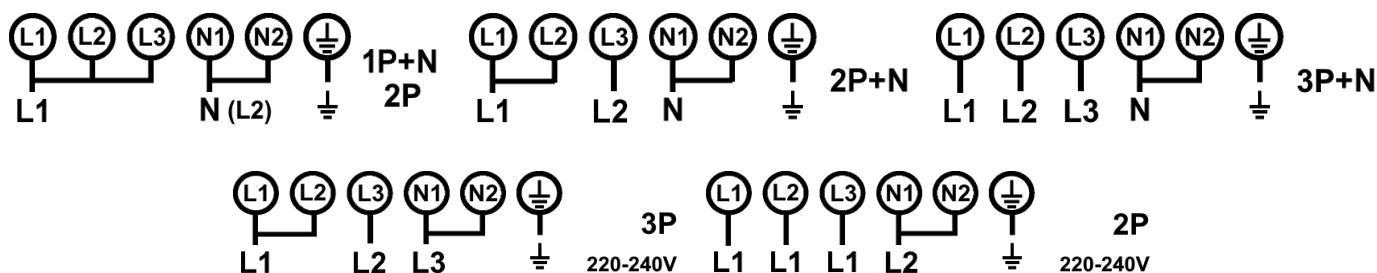 L1 L2 L3 N1 N2 L1 L2 L3 N1 N2 L1 L2 L3 N1 N2
1P+N 2P+N 3P+N
2P
L1 N (L2) L1 L2 N L1 L2 L3 N
L1 L2 L3 N1 N2 L1 L2 L3 N1 N2
3P 2P
L1 L2 L3 220-240V L1 L1 L1 L2 220-240V